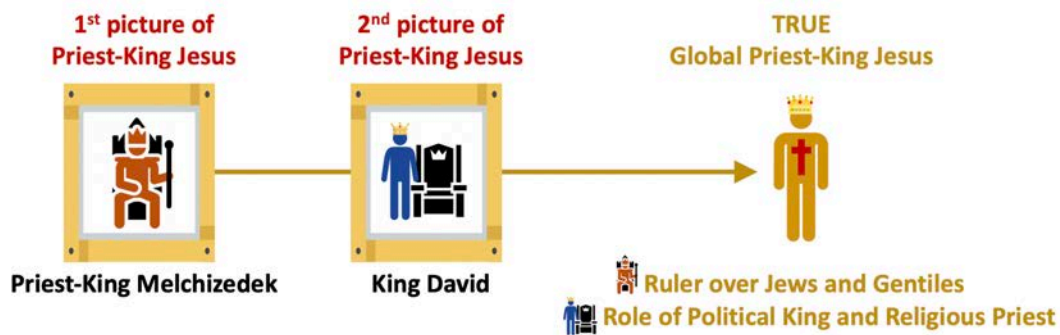 1st picture of
Priest-King Jesus
2nd picture of
Priest-King Jesus
TRUE
Global Priest-King Jesus
Priest-King Melchizedek
King David
Ruler over Jews and Gentiles
Role of Political King and Religious Priest